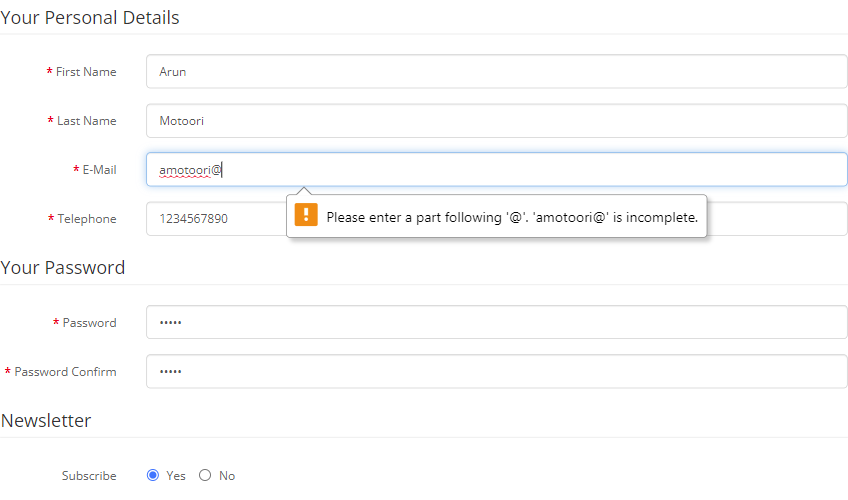 Your Personal Details
* First Name Arun
* Last Name Motoori
* E-Mail amotoori@
! Please enter a part following '@'. 'amotoori@' is incomplete.
* Telephone 1234567890
Your Password
* Password •••••
* Password Confirm •••••
Newsletter
Subscribe Yes No